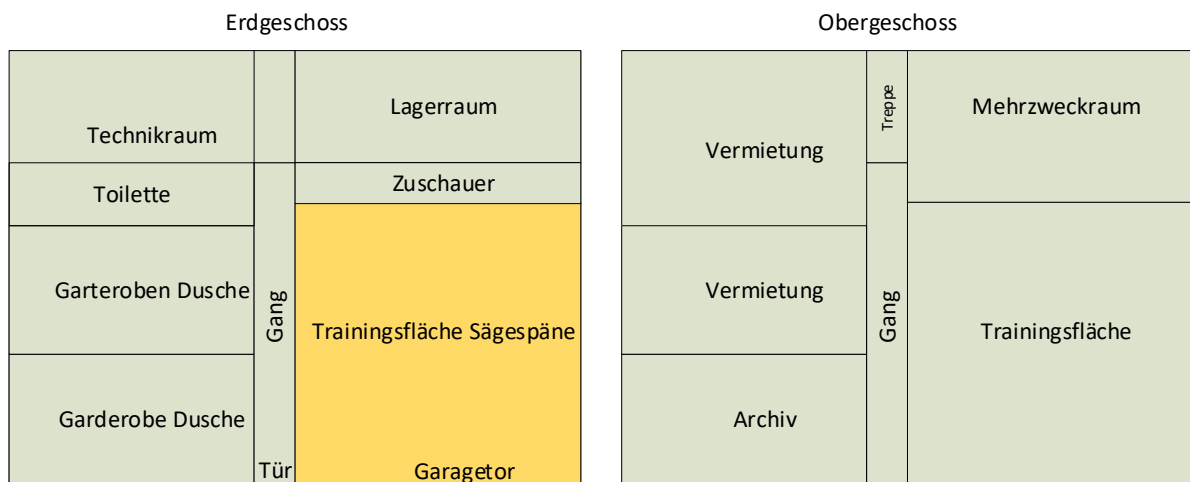 Erdgeschoss
Lagerraum
Technikraum
Zuschauer
Toilette
Garteroben Dusche
Gang
Trainingsfläche Sägespäne
Garderobe Dusche
Tür
Garagetor
Obergeschoss
Treppe
Mehrzweckraum
Vermietung
Vermietung
Gang
Trainingsfläche
Archiv